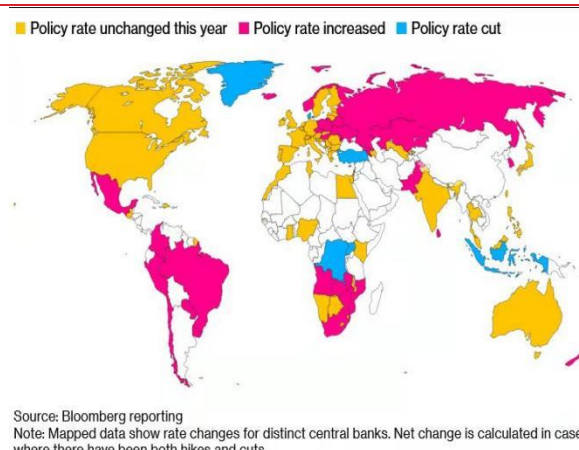 Policy rate unchanged this year Policy rate increased Policy rate cut
Source: Bloomberg reporting
Note: Mapped data show rate changes for distinct central banks. Net change is calculated in case
where there have been both hikes and cuts